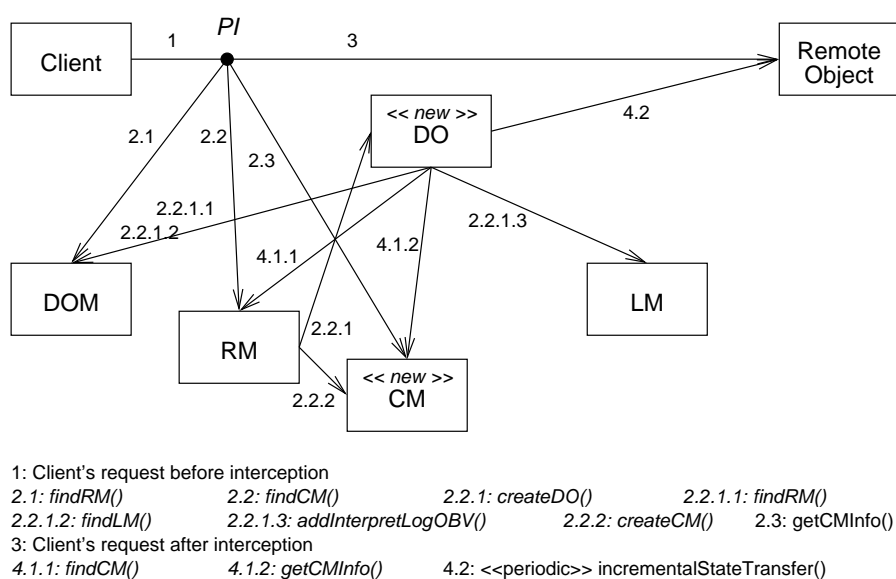 PI
1
3
Client
Remote
Object
<< new >>
DO
4.2
2.1
2.2
2.3
2.2.1.1
2.2.1.2
2.2.1.3
4.1.1
4.1.2
DOM
LM
RM
2.2.1
2.2.2
<< new >>
CM
1: Client's request before interception
2.1: findRM() 2.2: findCM() 2.2.1: createDO() 2.2.1.1: findRM()
2.2.1.2: findLM() 2.2.1.3: addInterpretLogOBV() 2.2.2: createCM() 2.3: getCMInfo()
3: Client's request after interception
4.1.1: findCM() 4.1.2: getCMInfo() 4.2: <<periodic>> incrementalStateTransfer()